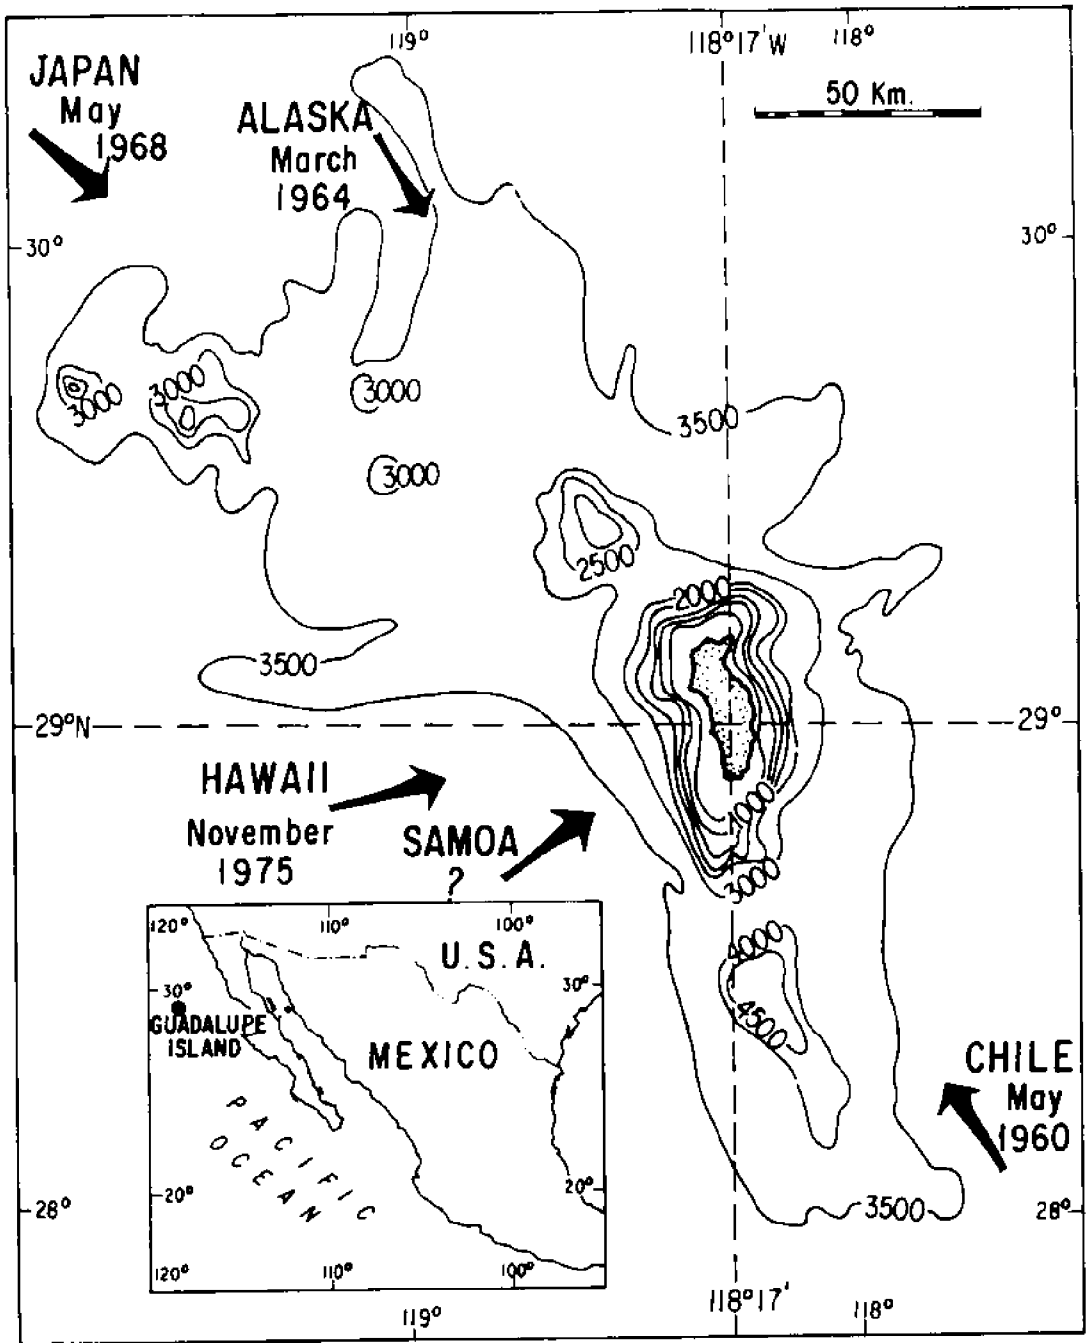 119°
118°17'W
118°
JAPAN
May
1968
ALASKA
March
1964
50 Km.
30°
30°
3000
3000
3000
3500
3000
2500
2000
3500
29°N
29°
HAWAII
November
1975
SAMOA
?
1000
3000
4000
4500
CHILE
May
1960
120°
110°
100°
U.S.A.
30°
30°
GUADALUPE
ISLAND
MEXICO
PACIFIC
OCEAN
20°
20°
120°
110°
100°
28°
3500
28°
119°
118°17'
118°